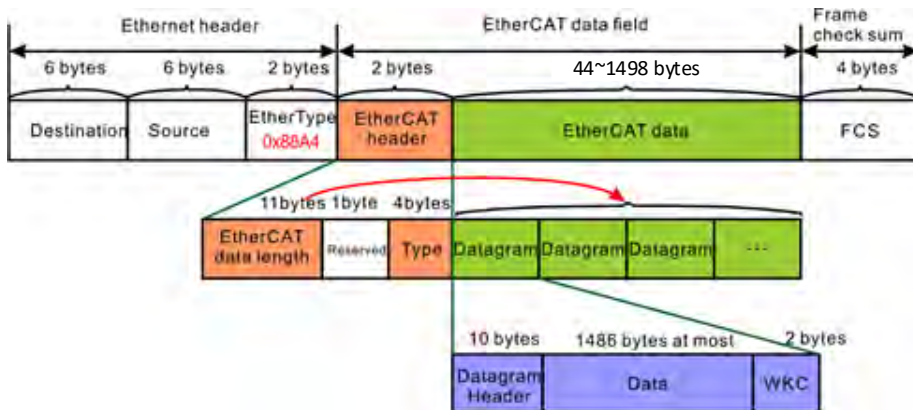 Ethernet header
EtherCAT data field
Frame
check sum
6 bytes
6 bytes
2 bytes
2 bytes
44~1498 bytes
4 bytes
Destination
Source
EtherType
0x88A4
EtherCAT
header
EtherCAT data
FCS
11bytes
1byte
4bytes
EtherCAT
data length
Reserved
Type
Datagram
Datagram
Datagram
---
10 bytes
1486 bytes at most
2 bytes
Datagram
Header
Data
WKC